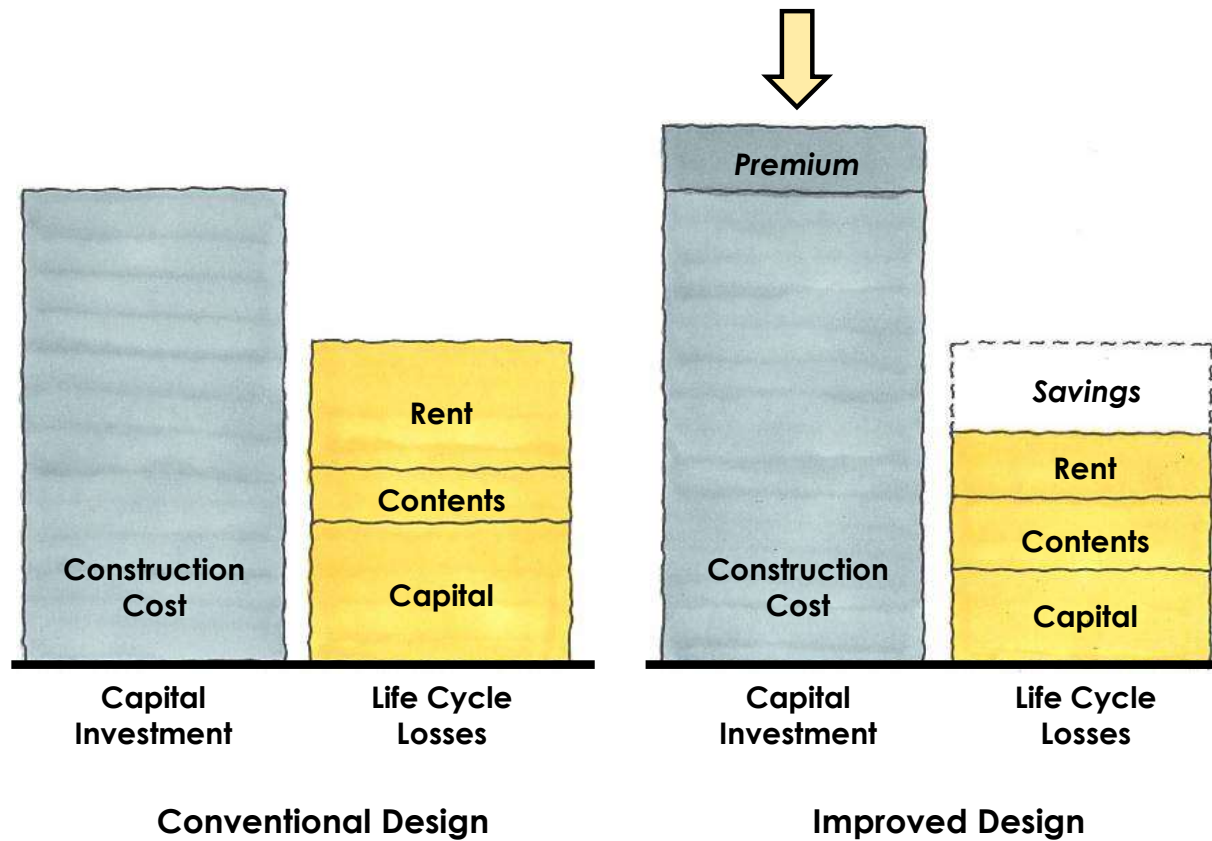 Premium
Rent
Contents
Construction
Cost
Capital
Capital
Investment
Life Cycle
Losses
Conventional Design
Savings
Rent
Contents
Construction
Cost
Capital
Capital
Investment
Life Cycle
Losses
Improved Design